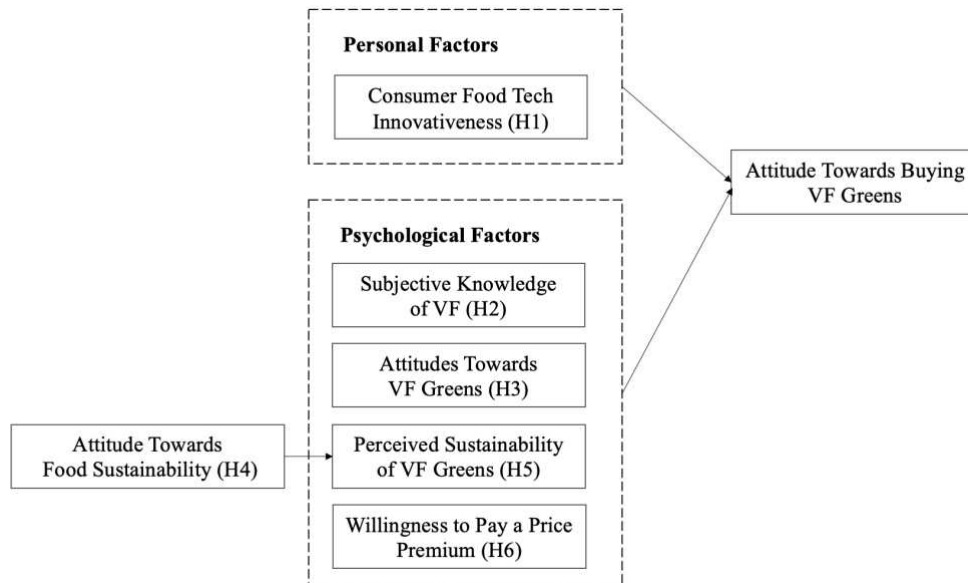 Personal Factors
Consumer Food Tech
Innovativeness (H1)
Attitude Towards Buying
VF Greens
Psychological Factors
Subjective Knowledge
of VF (H2)
Attitudes Towards
VF Greens (H3)
Attitude Towards
Food Sustainability (H4)
Perceived Sustainability
of VF Greens (H5)
Willingness to Pay a Price
Premium (H6)